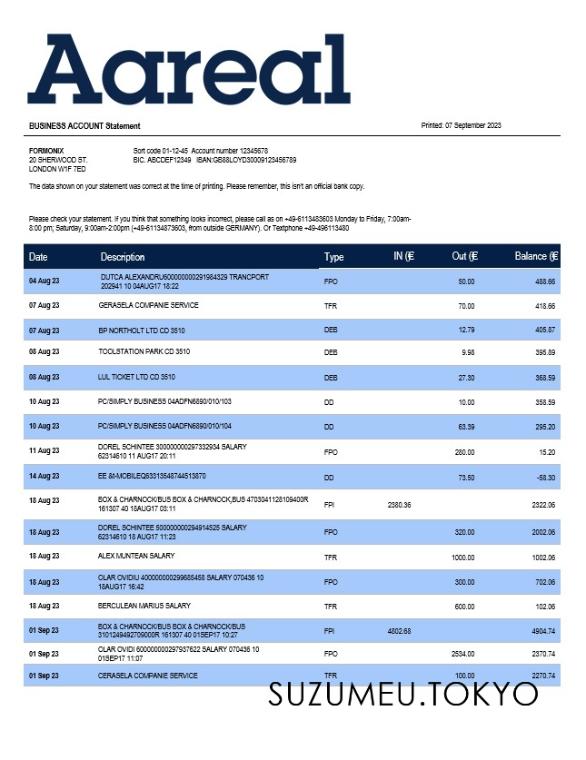 Aareal
BUSINESS ACCOUNT Statement
Printed: 07 September 2023
FORMONIX
20 SHERWOOD ST.
LONDON W1F 7ED
Sort code 01-12-45 Account number 12345678
BIC. ABCDEF12349 IBAN:GB88LOYD30009123456789
The data shown on your statement was correct at the time of printing. Please remember, this isn't an official bank copy.
Please check your statement. If you think that something looks incorrect, please call as on +49-6113483603 Monday to Friday, 7:00am-
8:00 pm; Saturday, 9:00am-2:00pm (+49-6134873603, from outside GERMANY). Or Textphone +49-496113480
Date Description Type IN (€ Out (€ Balance (€
04 Aug 23 DUTCA ALEXANDRU600000000291984329 TRANCPORT FPO 50.00 488.66
202941 10 04AUG17 18:22
07 Aug 23 GERASELA COMPANIE SERVICE TFR 70.00 418.66
07 Aug 23 BP NORTHOLT LTD CD 3510 DEB 12.79 405.87
08 Aug 23 TOOLSTATION PARK CD 3510 DEB 9.98 395.89
08 Aug 23 LUL TICKET LTD CD 3510 DEB 27.30 368.59
10 Aug 23 PC/SIMPLY BUSINESS 04ADFN6890/010/103 DD 10.00 358.59
10 Aug 23 PC/SIMPLY BUSINESS 04ADFN6890/010/104 DD 63.39 295.20
11 Aug 23 DOREL SCHINTEE 300000000297332934 SALARY FPO 280.00 15.20
62314610 11 AUG17 20:11
14 Aug 23 EE &t-MOBILEQ63313548744513870 DD 73.50 -58.30
18 Aug 23 BOX & CHARNOCK/BUS BOX & CHARNOCK,BUS 4703041128109400R FPI 2380.36 2322.06
161307 40 18AUG17 03:11
18 Aug 23 DOREL SCHINTEE 500000000294914525 SALARY FPO 320.00 2002.06
62314610 18 AUG17 11:23
18 Aug 23 ALEX MUNTEAN SALARY TFR 1000.00 1002.06
18 Aug 23 OLAR OVIDIU 400000000299685458 SALARY 070436 10 FPO 300.00 702.06
18AUG17 16:42
18 Aug 23 BERCULEAN MARIUS SALARY TFR 600.00 102.06
01 Sep 23 BOX & CHARNOCK/BUS BOX & CHARNOCK/BUS FPI 4802.68 4904.74
3101249492709000R 161307 40 01SEP17 10:27
01 Sep 23 OLAR OVIDI 600000000297937622 SALARY 070436 10 FPO 2534.00 2370.74
01SEP17 11:07
01 Sep 23 CERASELA COMPANIE SERVICE TFR 100.00 2270.74
SUZUMEU.TOKYO